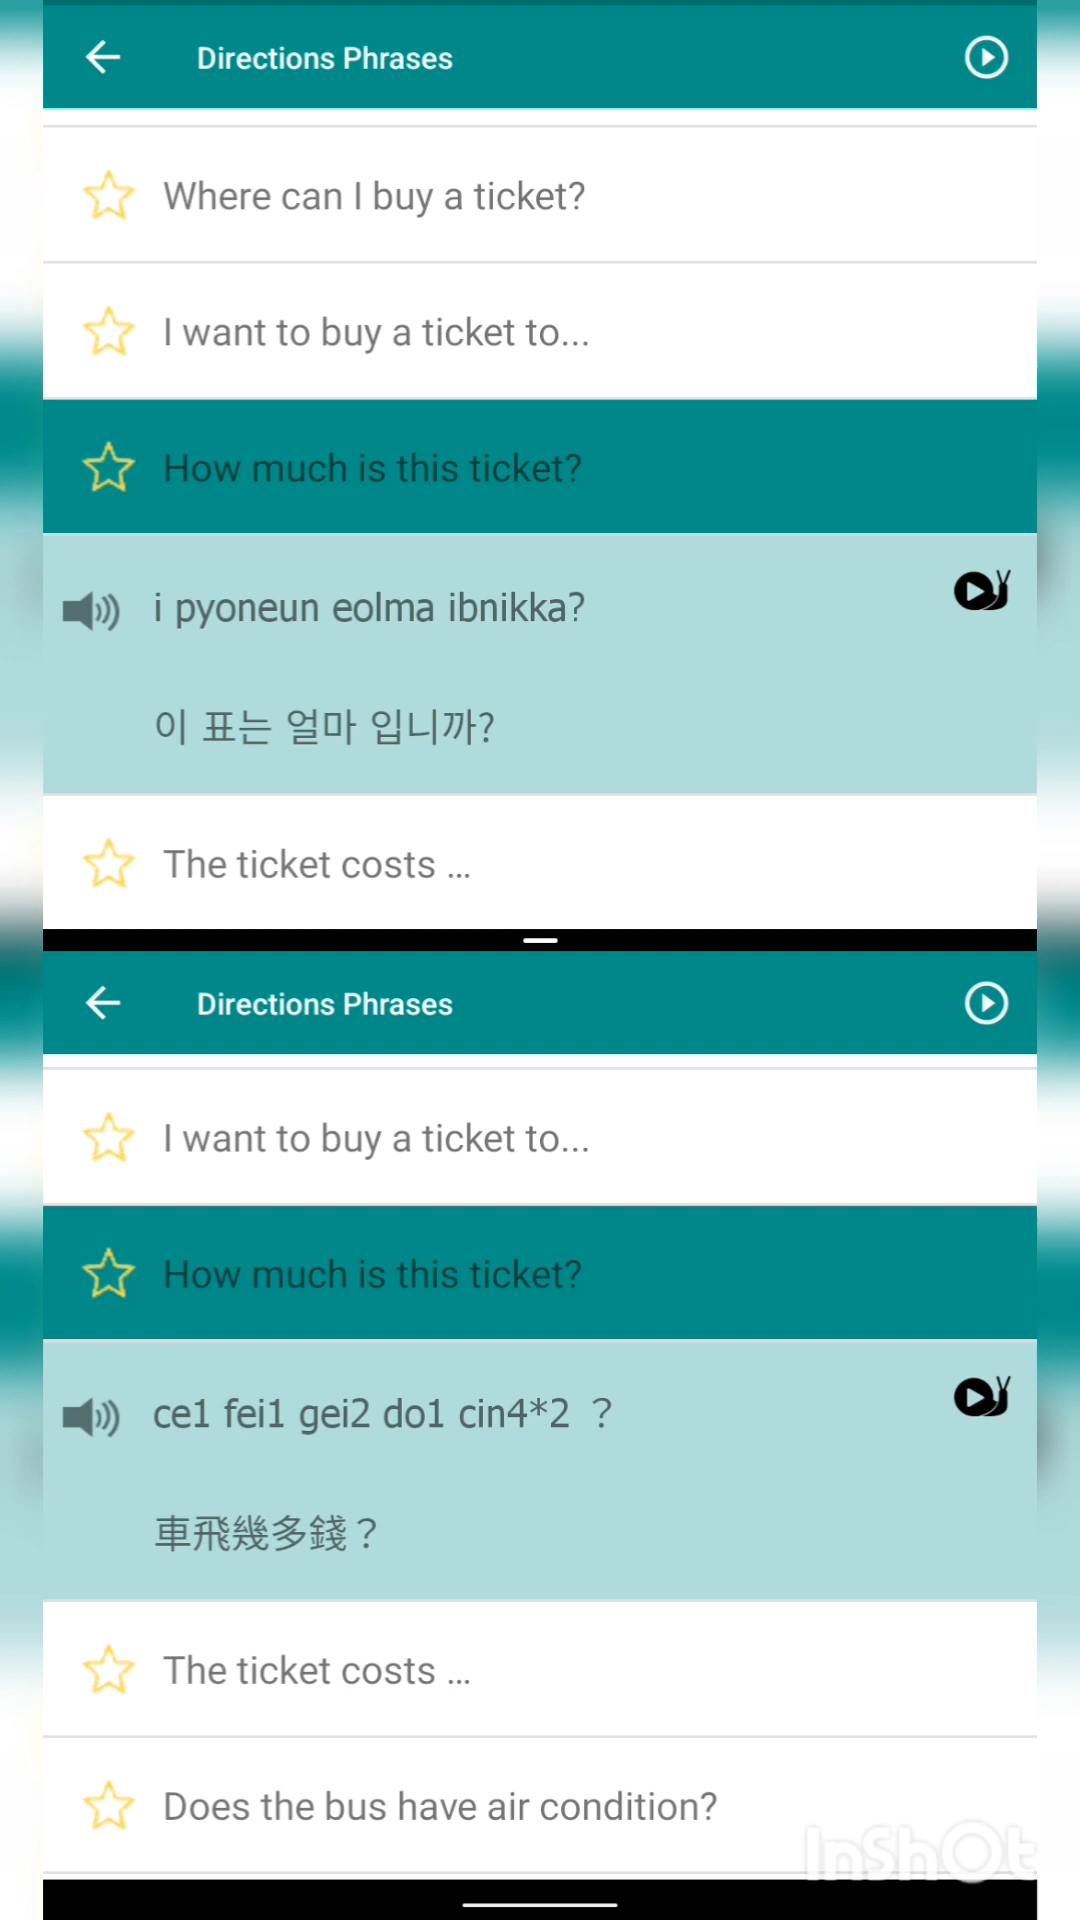 Directions Phrases
Where can I buy a ticket?
I want to buy a ticket to...
How much is this ticket?
i pyoneun eolma ibnikka?
이 표는 얼마 입니까?
The ticket costs ...
Directions Phrases
I want to buy a ticket to...
How much is this ticket?
ce1 fei1 gei2 do1 cin4*2 ？
車飛幾多錢？
The ticket costs ...
Does the bus have air condition?
InShOt